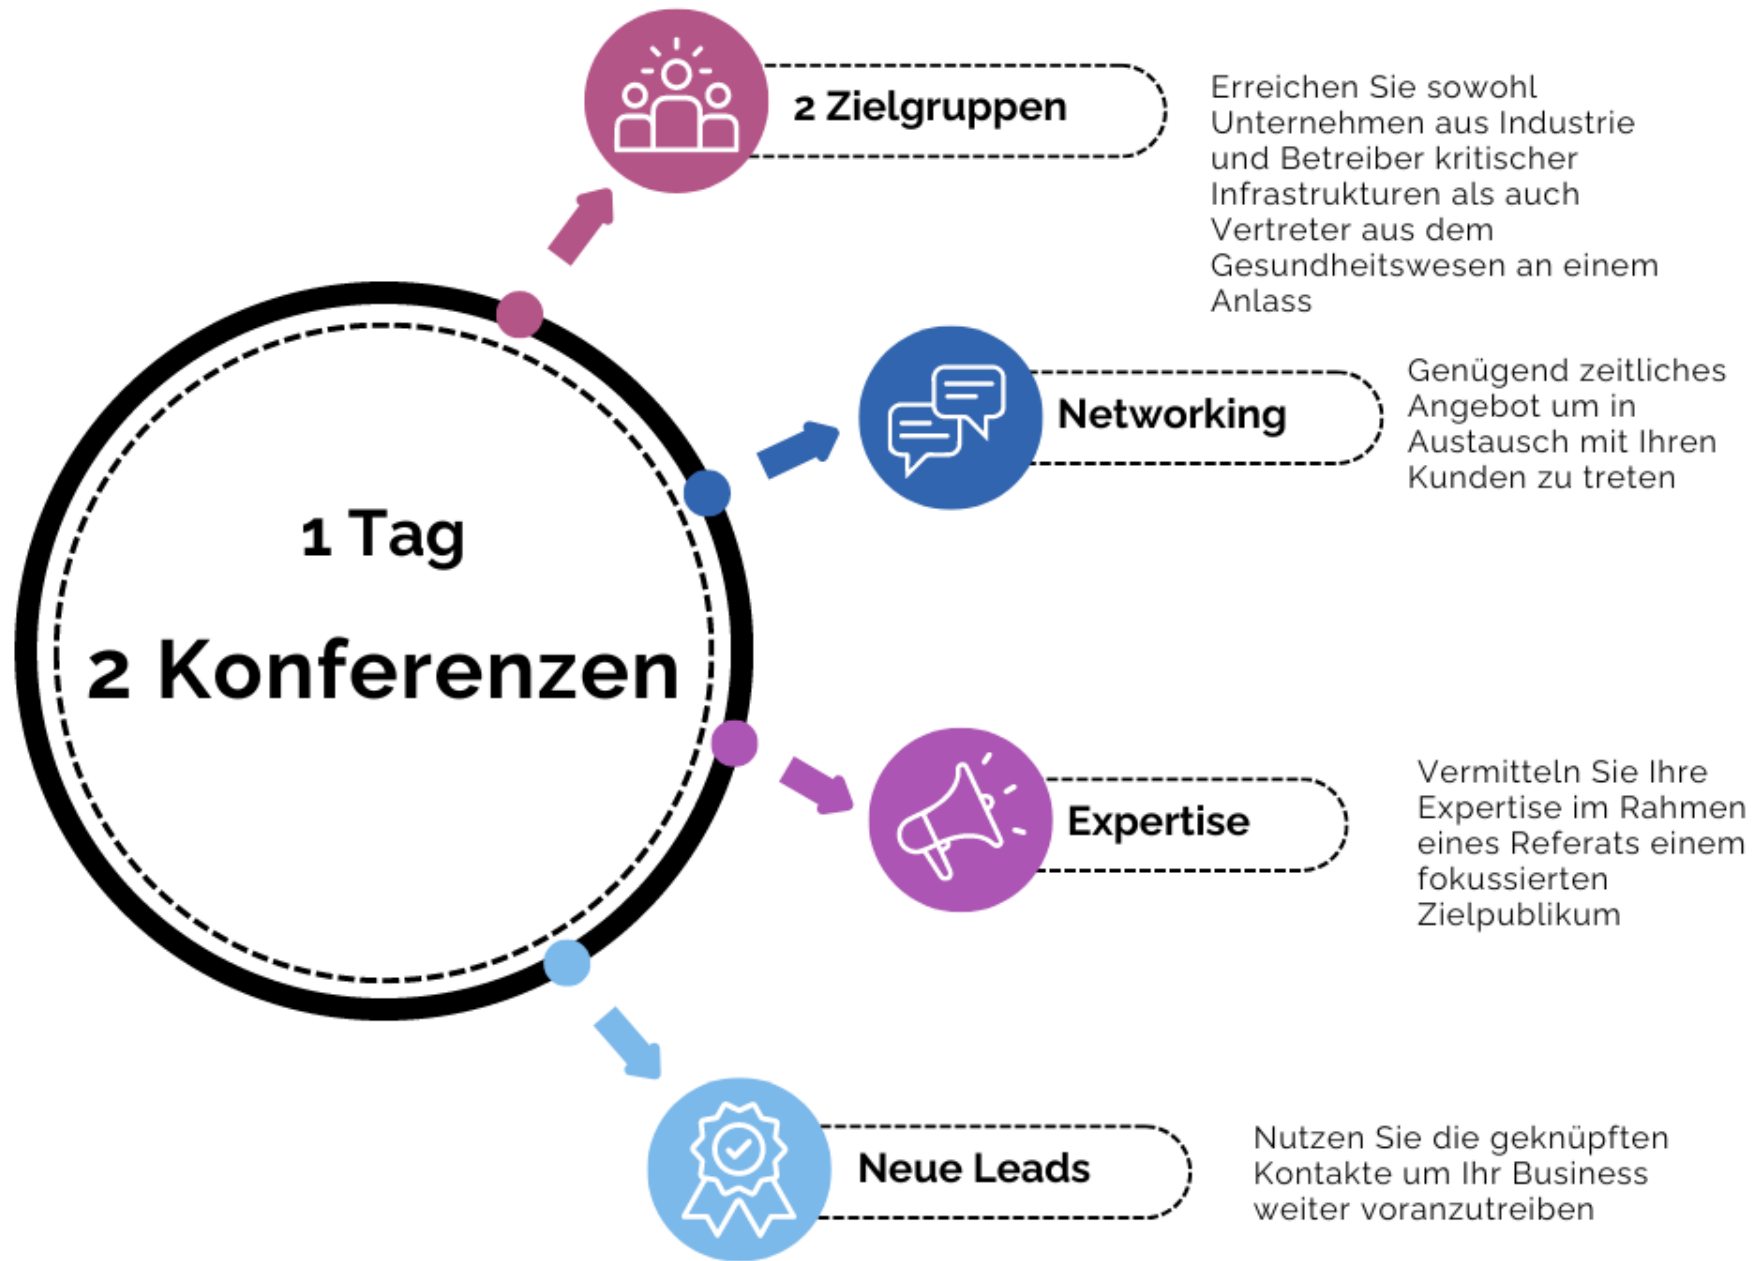 2 Zielgruppen
Erreichen Sie sowohl
Unternehmen aus Industrie
und Betreiber kritischer
Infrastrukturen als auch
Vertreter aus dem
Gesundheitswesen an einem
Anlass
Networking
Genügend zeitliches
Angebot um in
Austausch mit Ihren
Kunden zu treten
1 Tag
2 Konferenzen
Expertise
Vermitteln Sie Ihre
Expertise im Rahmen
eines Referats einem
fokussierten
Zielpublikum
Neue Leads
Nutzen Sie die geknüpften
Kontakte um Ihr Business
weiter voranzutreiben